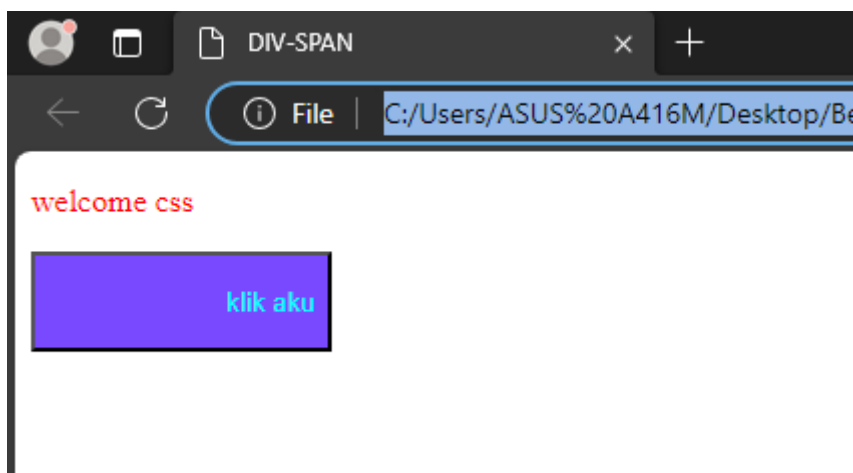 DIV-SPAN
File C:/Users/ASUS%20A416M/Desktop/Be
welcome css
klik aku